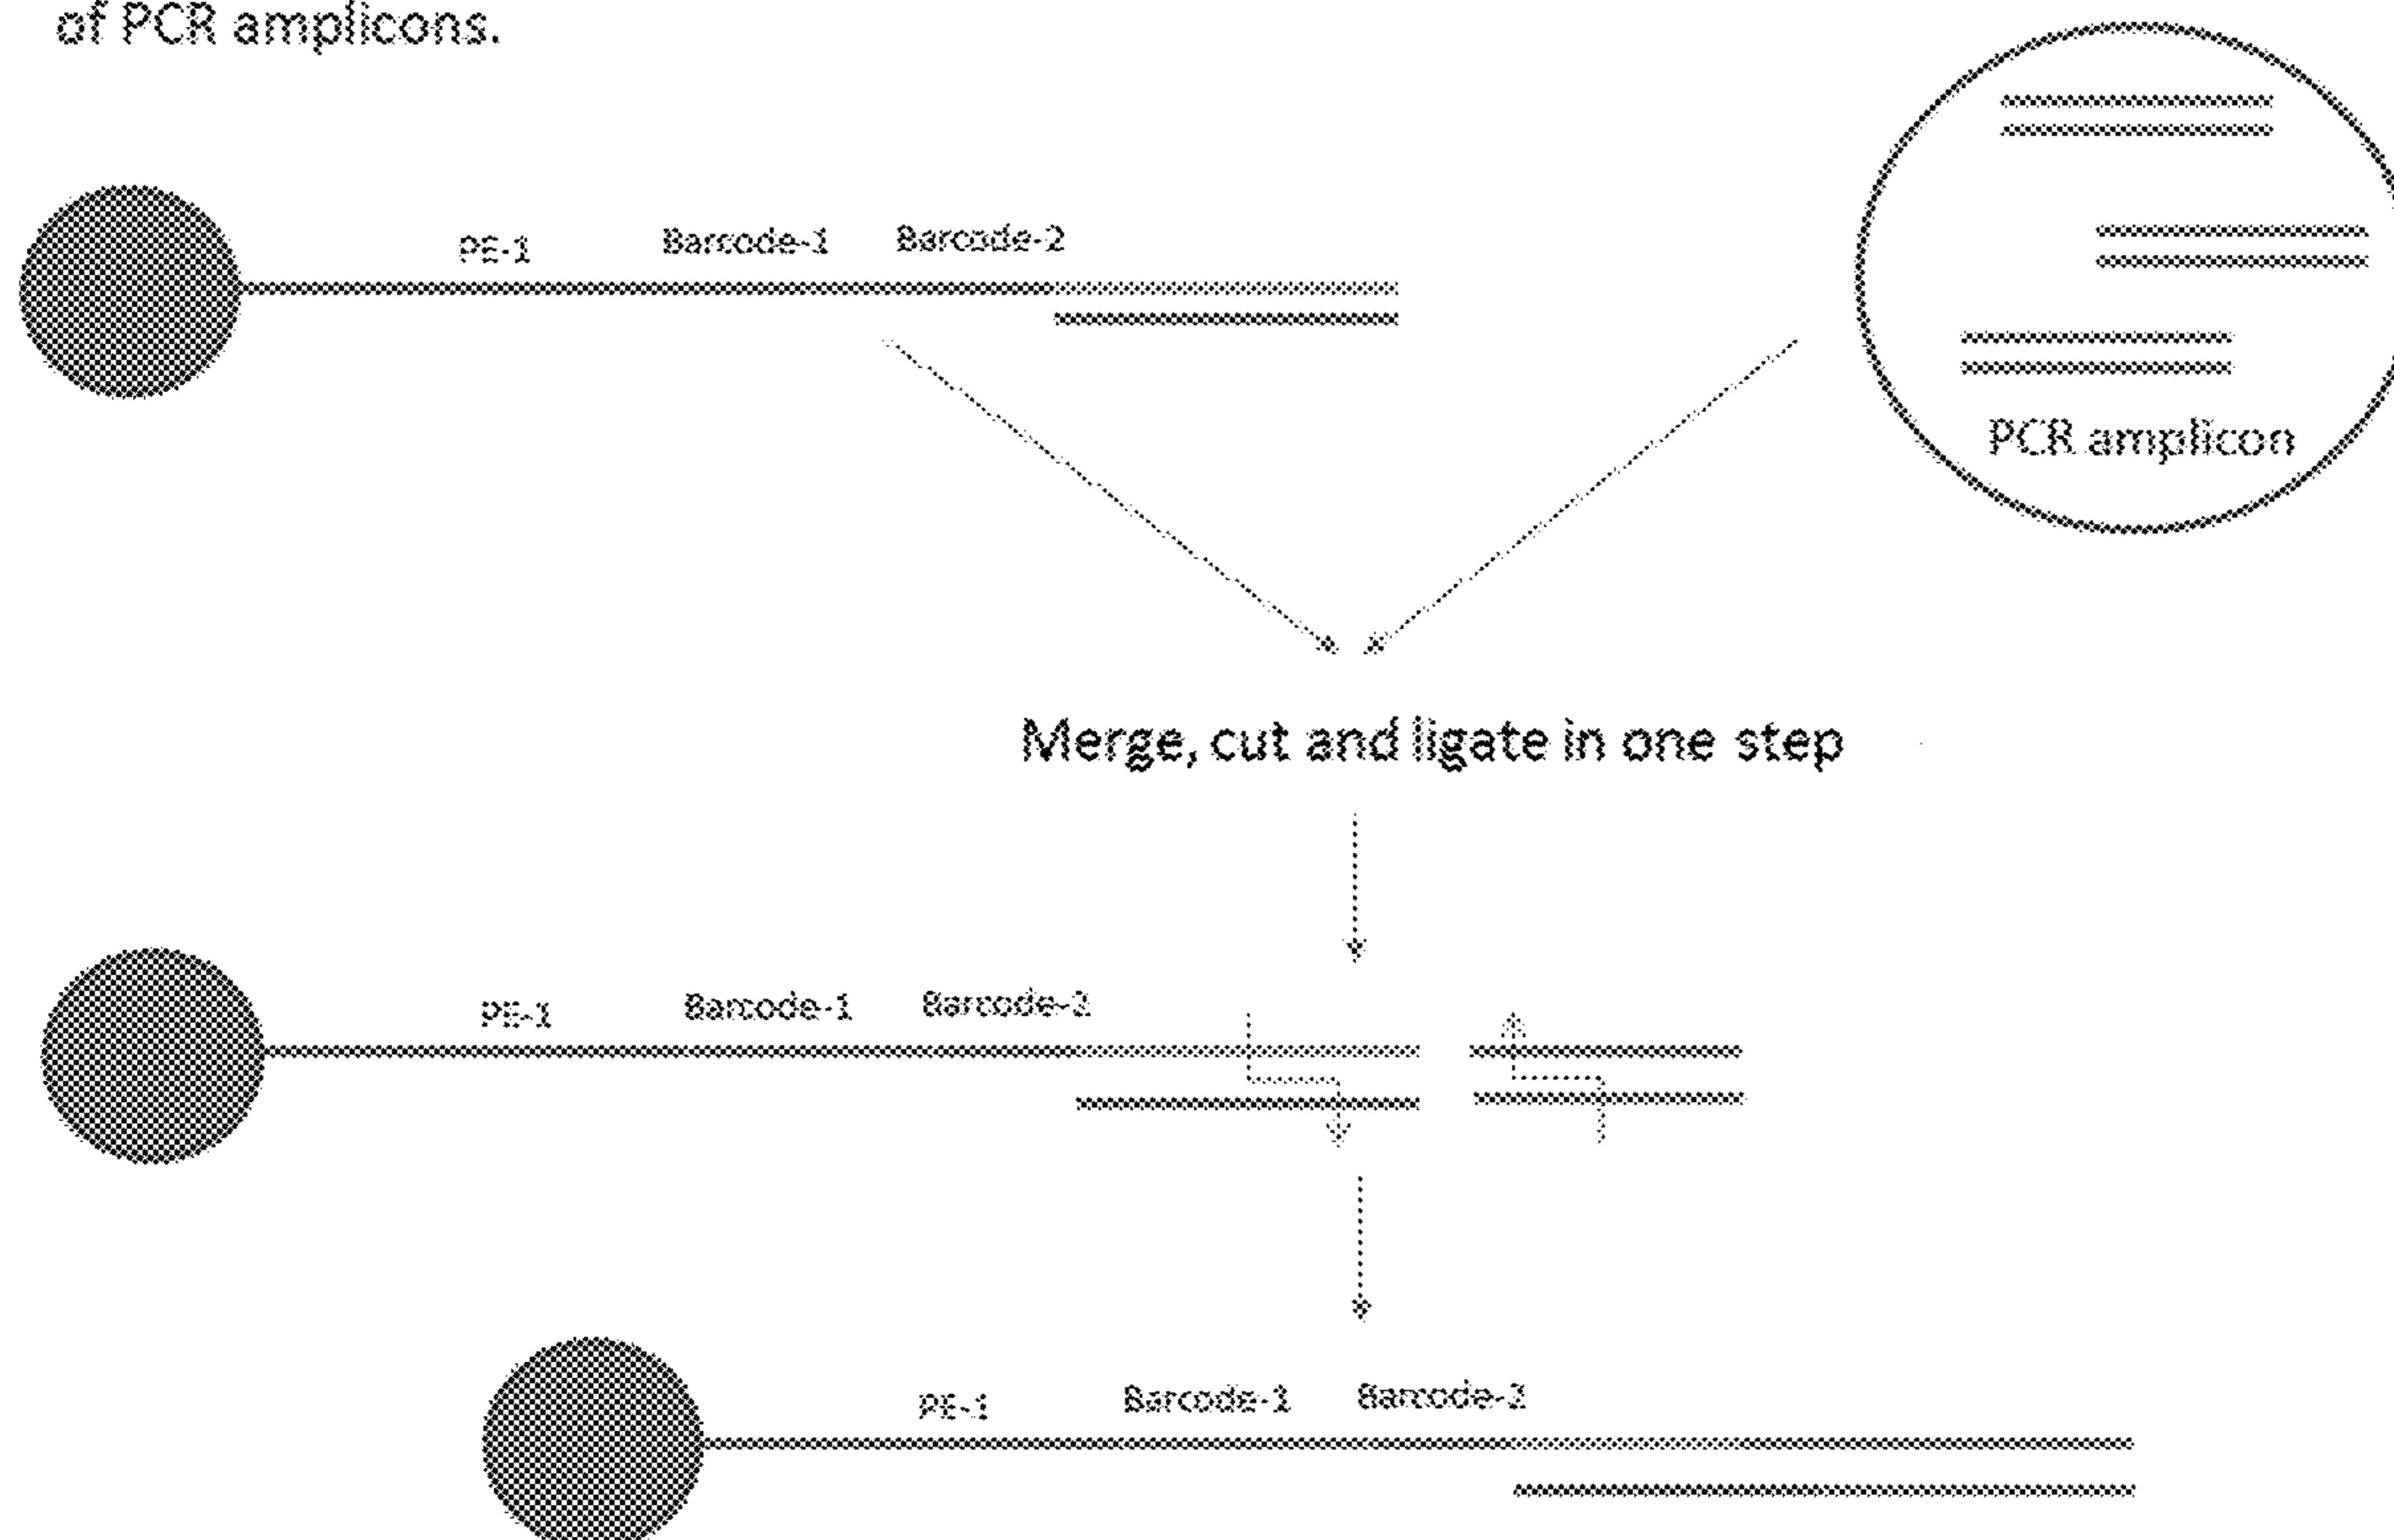 of PCR amplicons.
PE-1 Barcode-1 Barcode-2
PCR amplicon
Merge, cut and ligate in one step
PE-1 Barcode-1 Barcode-2
PE-1 Barcode-1 Barcode-2